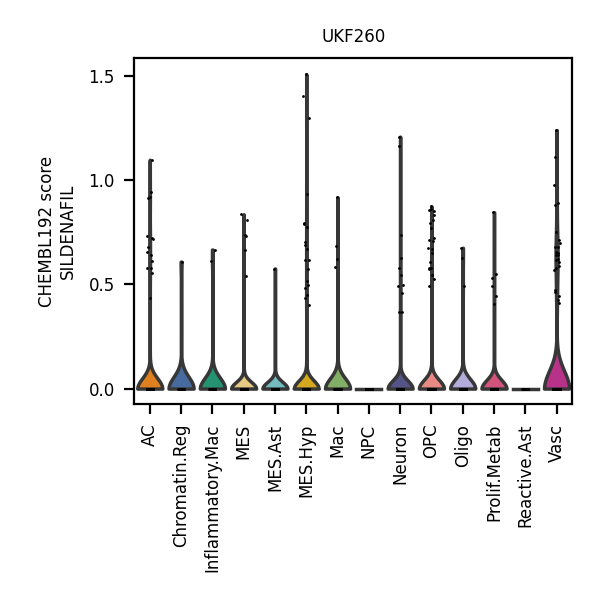 UKF260
CHEMBL192 score
SILDENAFIL
1.5
1.0
0.5
0.0
AC
Chromatin.Reg
Inflammatory.Mac
MES
MES.Ast
MES.Hyp
Mac
NPC
Neuron
OPC
Oligo
Prolif.Metab
Reactive.Ast
Vasc